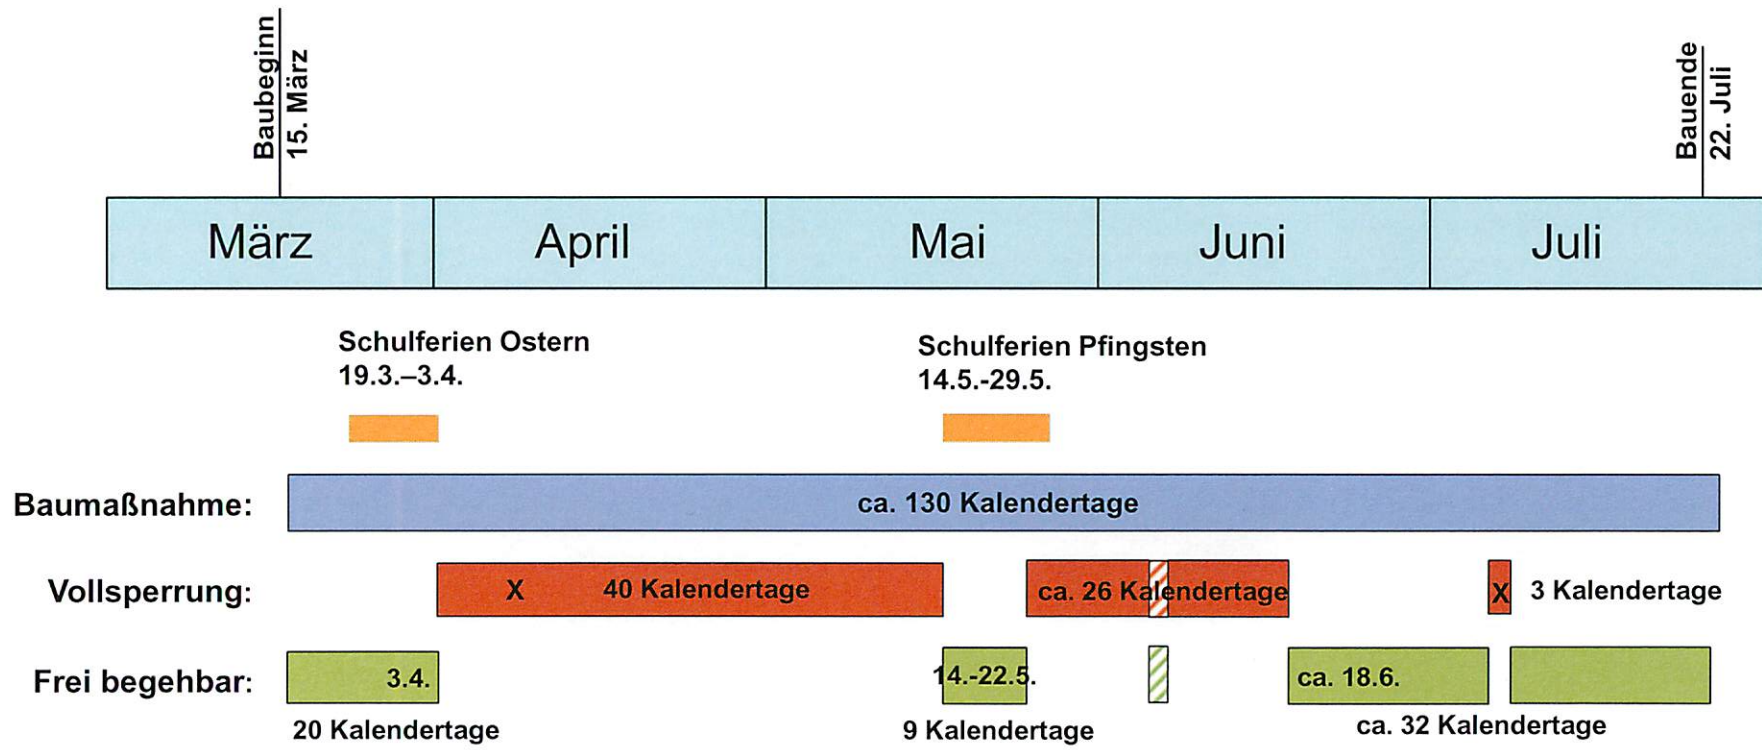 Baubeginn
15. März
Bauende
22. Juli
März April Mai Juni Juli
Schulferien Ostern
19.3.–3.4.
Schulferien Pfingsten
14.5.-29.5.
Baumaßnahme: ca. 130 Kalendertage
Vollsperrung: X 40 Kalendertage ca. 26 Kalendertage X 3 Kalendertage
Frei begehbar: 3.4. 14.-22.5. ca. 18.6.
20 Kalendertage 9 Kalendertage ca. 32 Kalendertage